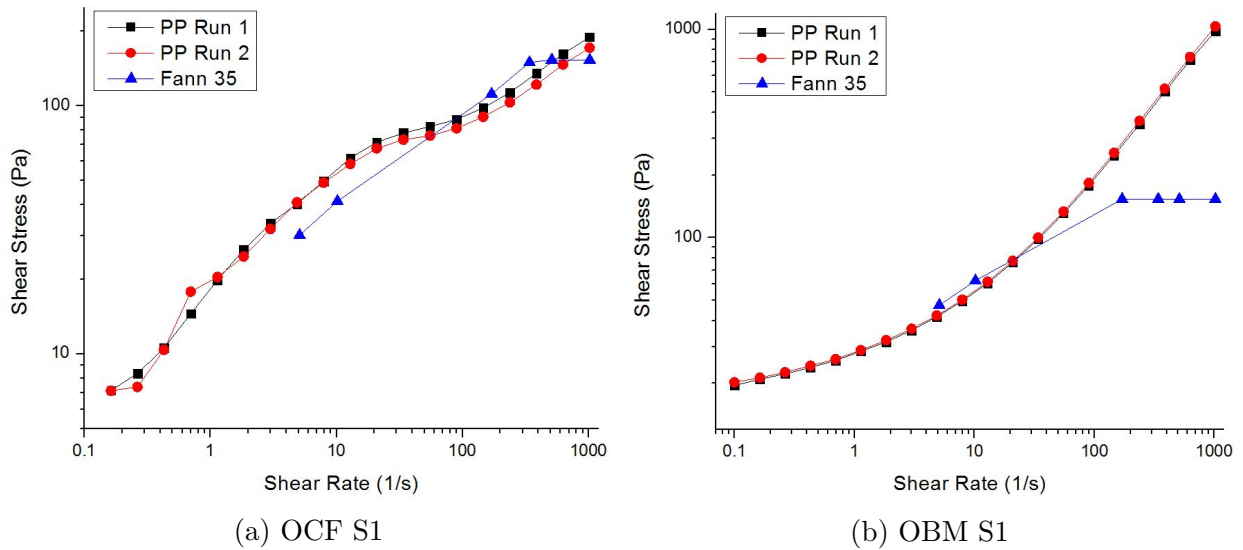 PP Run 1
PP Run 2
Fann 35
100
10
Shear Stress (Pa)
0.1
1
10
100
1000
Shear Rate (1/s)
(a) OCF S1
1000
PP Run 1
PP Run 2
Fann 35
100
Shear Stress (Pa)
0.1
1
10
100
1000
Shear Rate (1/s)
(b) OBM S1